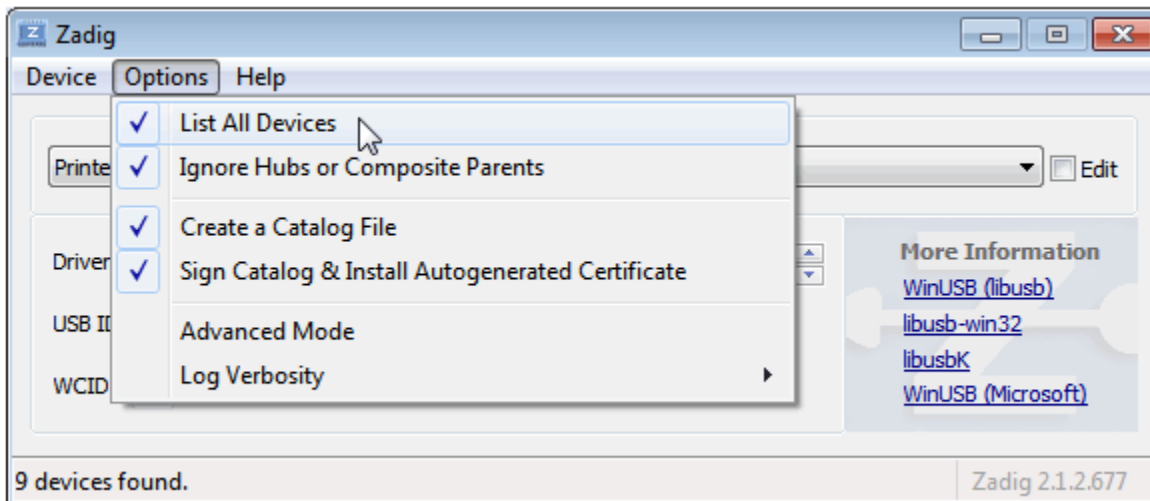 Zadig
Device Options Help
List All Devices
Ignore Hubs or Composite Parents
Create a Catalog File
Sign Catalog & Install Autogenerated Certificate
Advanced Mode
Log Verbosity
Printe
Edit
Driver
USB ID
WCID
More Information
WinUSB (libusb)
libusb-win32
libusbK
WinUSB (Microsoft)
9 devices found.
Zadig 2.1.2.677